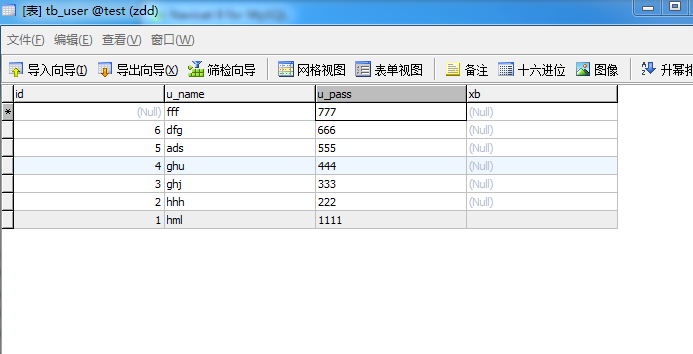 [表] tb_user @test (zdd)
文件(F) 编辑(E) 查看(V) 窗口(W)
导入向导(I) 导出向导(X) 筛检向导 网格视图 表单视图 备注 十六进位 图像 升幂排
id u_name u_pass xb
* (Null) fff 777 (Null)
6 dfg 666 (Null)
5 ads 555 (Null)
4 ghu 444 (Null)
3 ghj 333 (Null)
2 hhh 222 (Null)
1 hml 1111